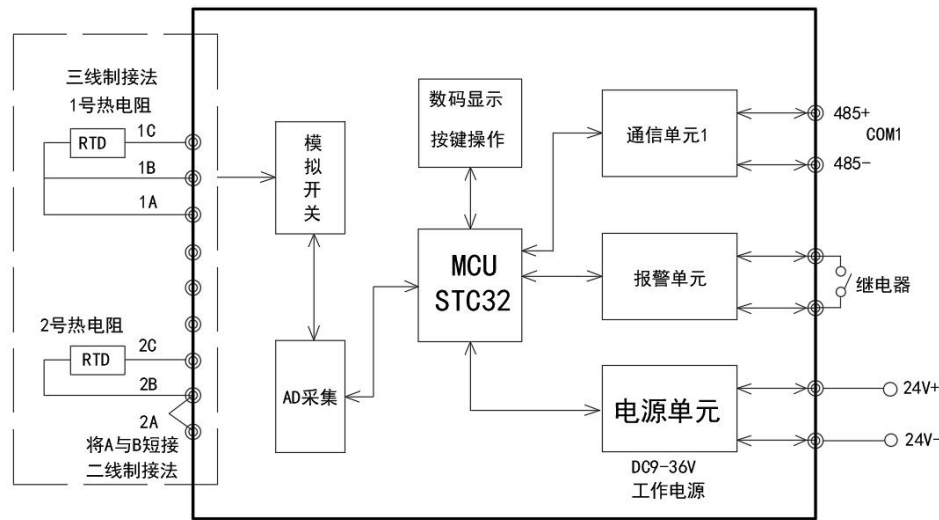 三线制接法
1号热电阻
RTD
1C
1B
1A
2号热电阻
RTD
2C
2B
2A
将A与B短接
二线制接法
模拟开关
AD采集
数码显示
按键操作
MCU
STC32
通信单元1
报警单元
电源单元
DC9-36V
工作电源
485+
COM1
485-
继电器
24V+
24V-